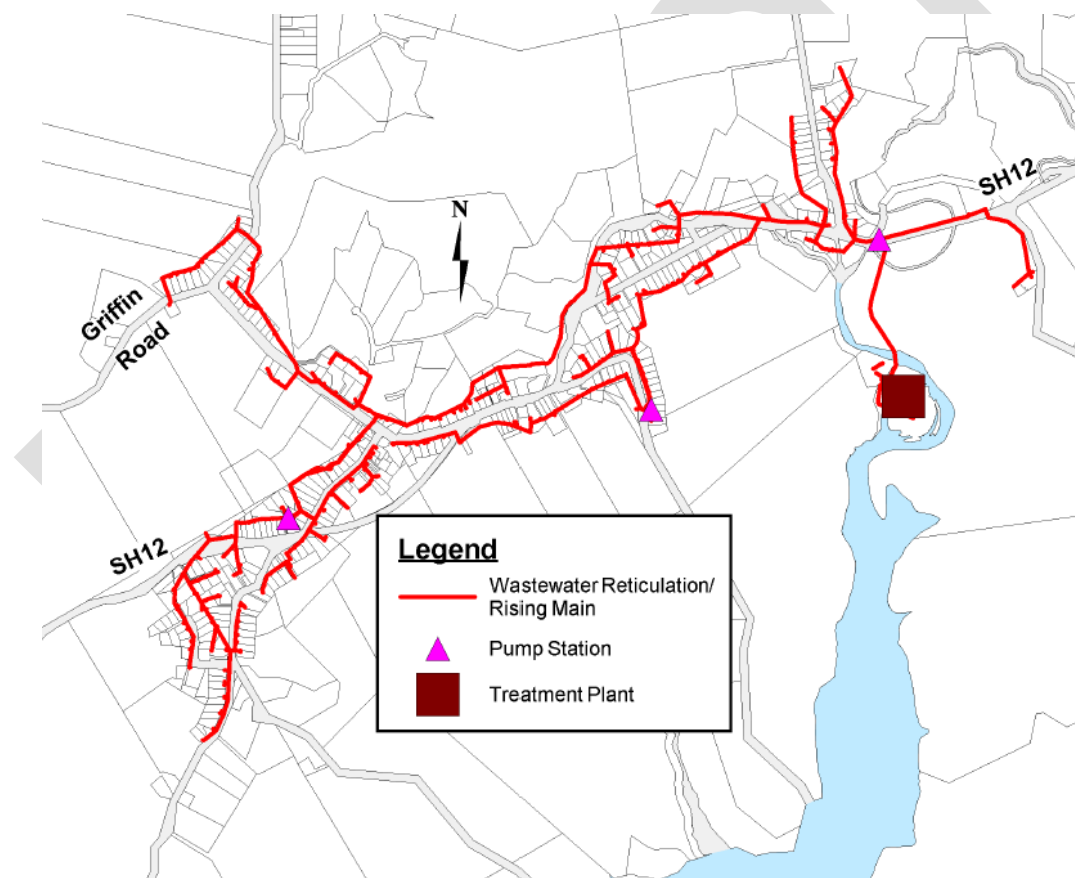 SH12
N
Griffin
Road
SH12
Legend
Wastewater Reticulation/
Rising Main
Pump Station
Treatment Plant